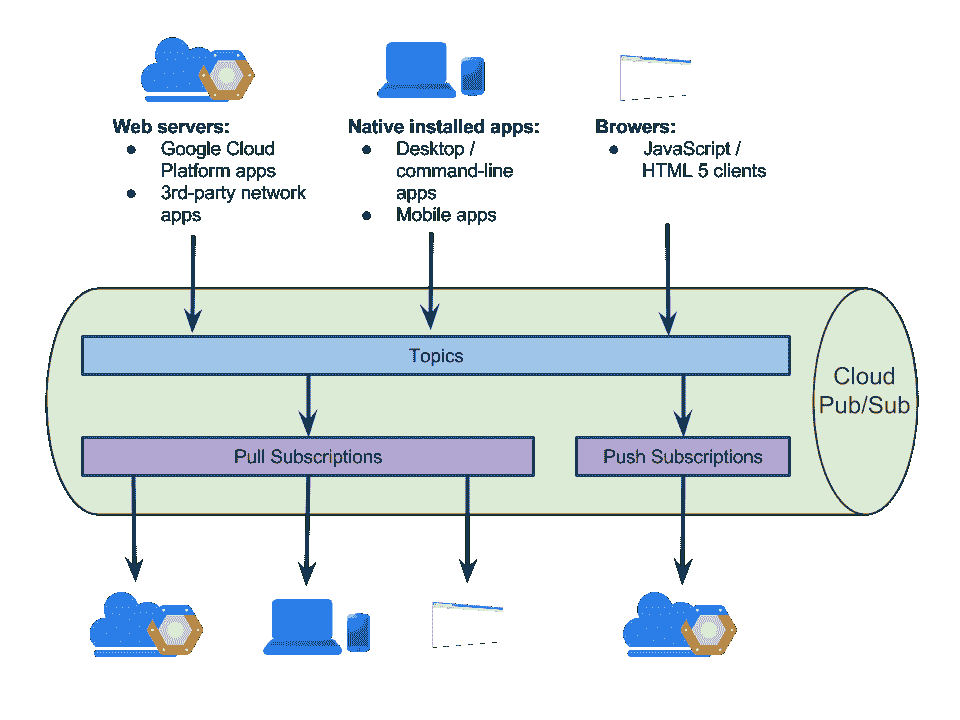 Web servers:
● Google Cloud
Platform apps
● 3rd-party network
apps
Native installed apps:
● Desktop /
command-line
apps
● Mobile apps
Browers:
● JavaScript /
HTML 5 clients
Topics
Cloud
Pub/Sub
Pull Subscriptions
Push Subscriptions